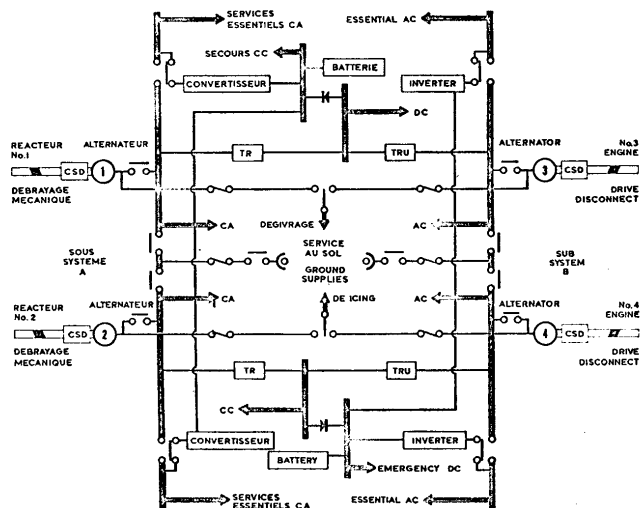 SERVICES
ESSENTIELS CA
ESSENTIAL AC
SECOURS CC
BATTERIE
CONVERTISSEUR
INVERTER
DC
REACTEUR
No.1
ALTERNATEUR
TR
TRU
ALTERNATOR
No.3
ENGINE
CSD
1
3
CSD
DEBRAYAGE
MECANIQUE
DRIVE
DISCONNECT
CA
DEGIVRAGE
AC
SOUS
SYSTEME
A
SERVICE
AU SOL
GROUND
SUPPLIES
SUB
SYSTEM
B
REACTEUR
No.2
ALTERNATEUR
CA
DE ICING
AC
ALTERNATOR
No.4
ENGINE
CSD
2
4
CSD
DEBRAYAGE
MECANIQUE
DRIVE
DISCONNECT
TR
TRU
CC
CONVERTISSEUR
INVERTER
BATTERY
EMERGENCY DC
SERVICES
ESSENTIELS CA
ESSENTIAL AC